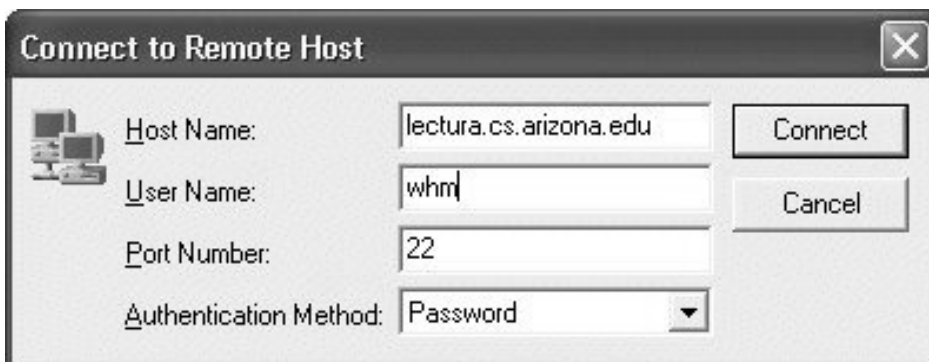 Connect to Remote Host
Host Name: lectura.cs.arizona.edu Connect
User Name: whm Cancel
Port Number: 22
Authentication Method: Password